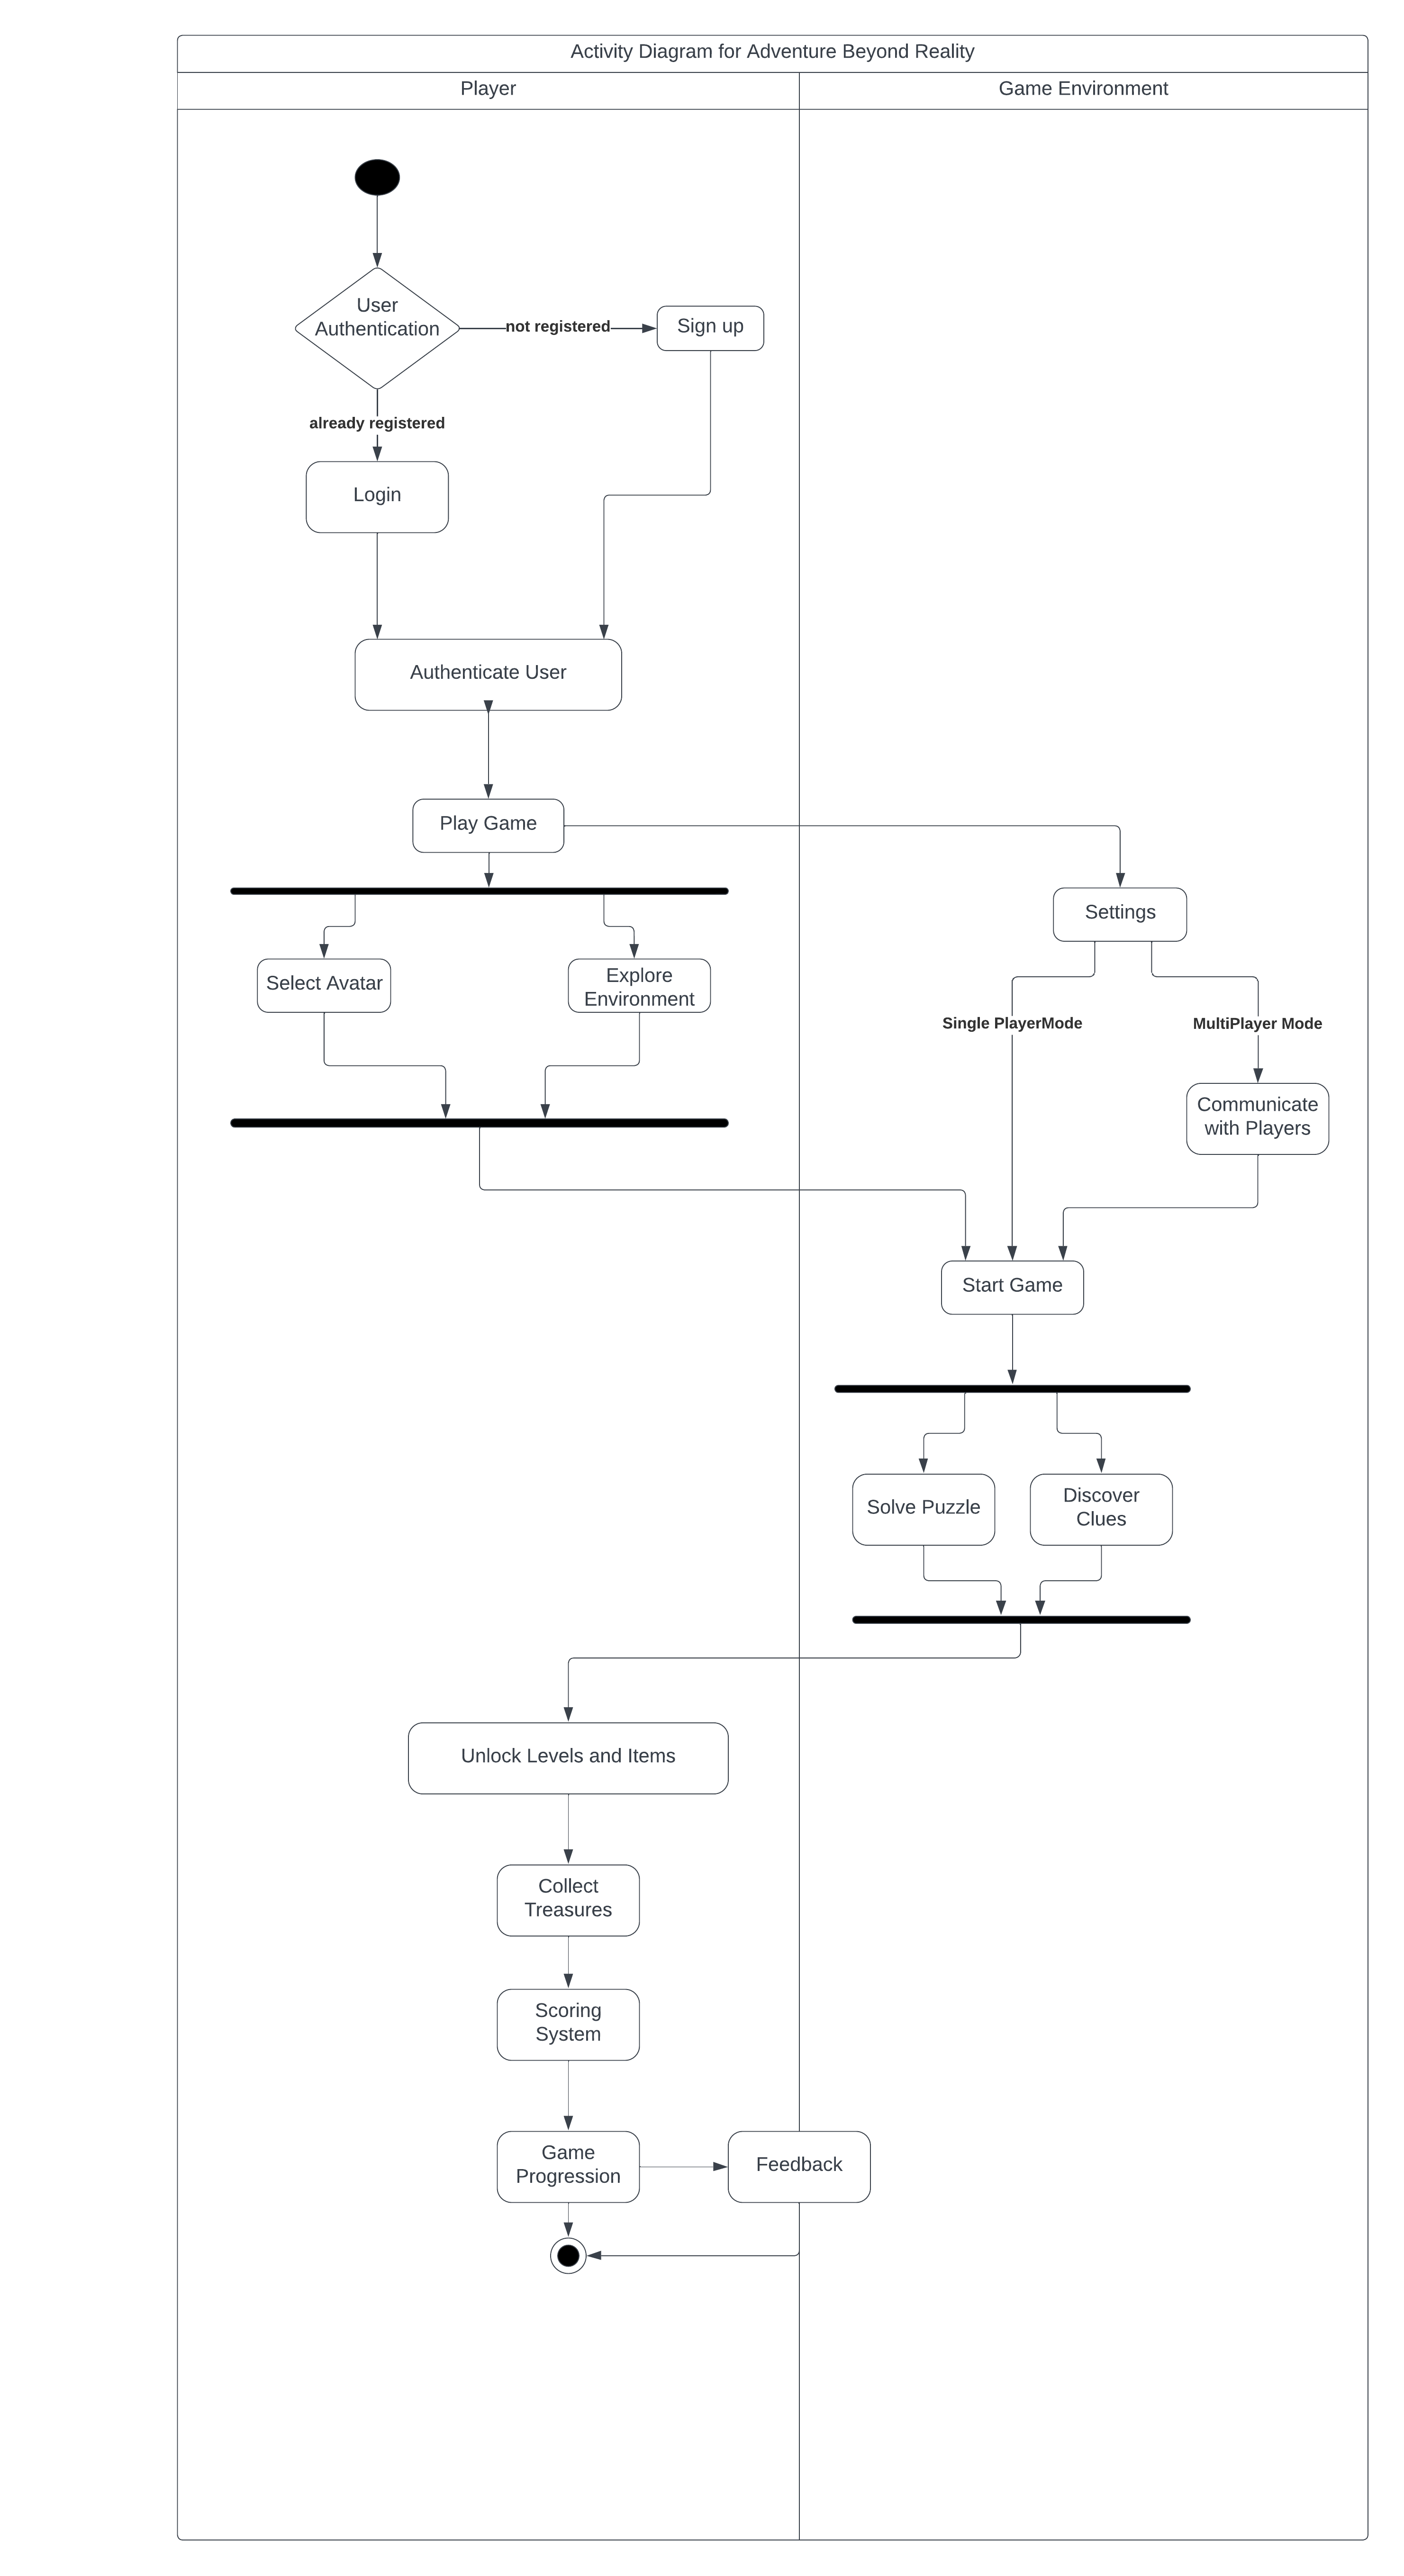 Activity Diagram for Adventure Beyond Reality
Player
Game Environment
User
Authentication
not registered
Sign up
already registered
Login
Authenticate User
Play Game
Settings
Select Avatar
Explore
Environment
Single PlayerMode
MultiPlayer Mode
Communicate
with Players
Start Game
Solve Puzzle
Discover
Clues
Unlock Levels and Items
Collect
Treasures
Scoring
System
Game
Progression
Feedback